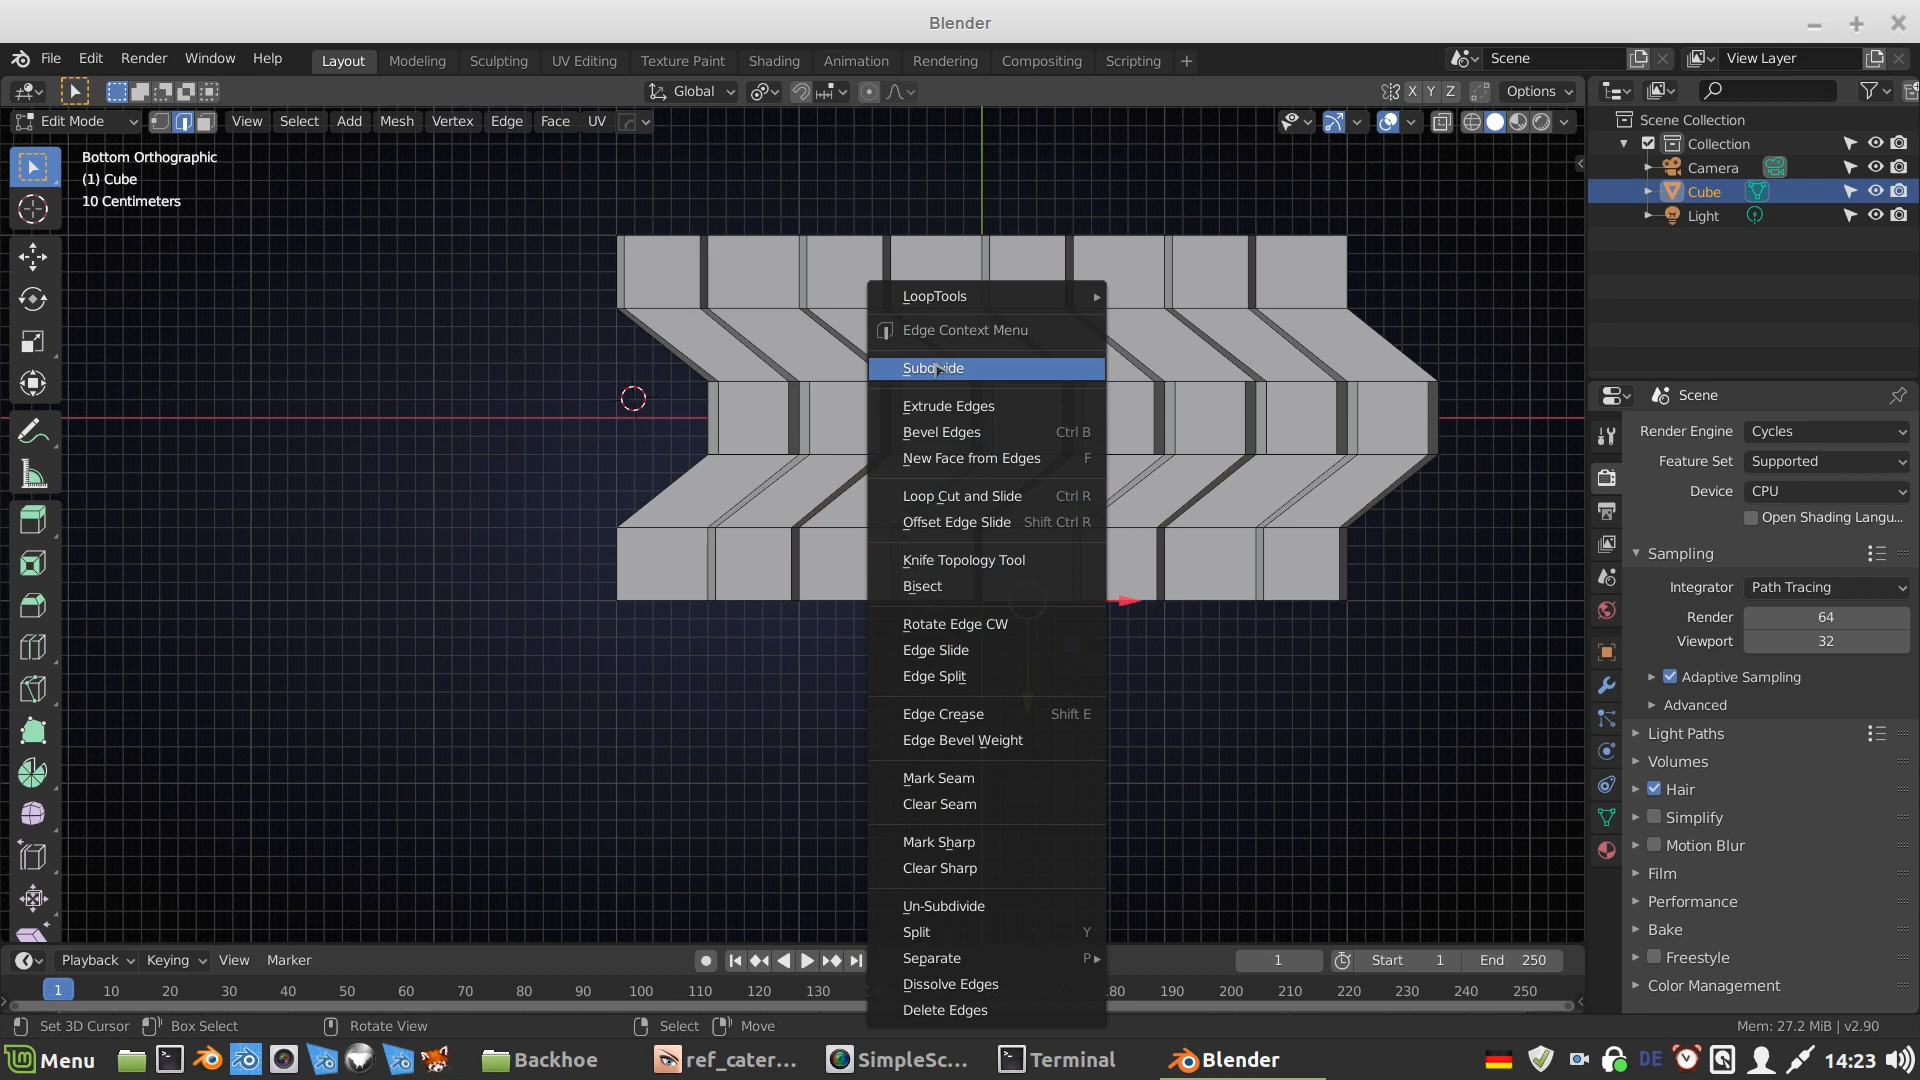 Blender
File Edit Render Window Help Layout Modeling Sculpting UV Editing Texture Paint Shading Animation Rendering Compositing Scripting + Scene View Layer
Global X Y Z Options
Edit Mode View Select Add Mesh Vertex Edge Face UV
Bottom Orthographic
(1) Cube
10 Centimeters
LoopTools
Edge Context Menu
Subdivide
Extrude Edges
Bevel Edges Ctrl B
New Face from Edges F
Loop Cut and Slide Ctrl R
Offset Edge Slide Shift Ctrl R
Knife Topology Tool
Bisect
Rotate Edge CW
Edge Slide
Edge Split
Edge Crease Shift E
Edge Bevel Weight
Mark Seam
Clear Seam
Mark Sharp
Clear Sharp
Un-Subdivide
Split Y
Separate P
Dissolve Edges
Delete Edges
Scene Collection
Collection
Camera
Cube
Light
Scene
Render Engine Cycles
Feature Set Supported
Device CPU
Open Shading Langu...
Sampling
Integrator Path Tracing
Render 64
Viewport 32
Adaptive Sampling
Advanced
Light Paths
Volumes
Hair
Simplify
Motion Blur
Film
Performance
Bake
Freestyle
Color Management
Playback Keying View Marker 1 Start 1 End 250
1 10 20 30 40 50 60 70 80 90 100 110 120 130 170 180 190 200 210 220 230 240 250
Set 3D Cursor Box Select Rotate View Select Move Mem: 27.2 MiB | v2.90
Menu Backhoe ref_cater... SimpleSc... Terminal Blender DE 14:23